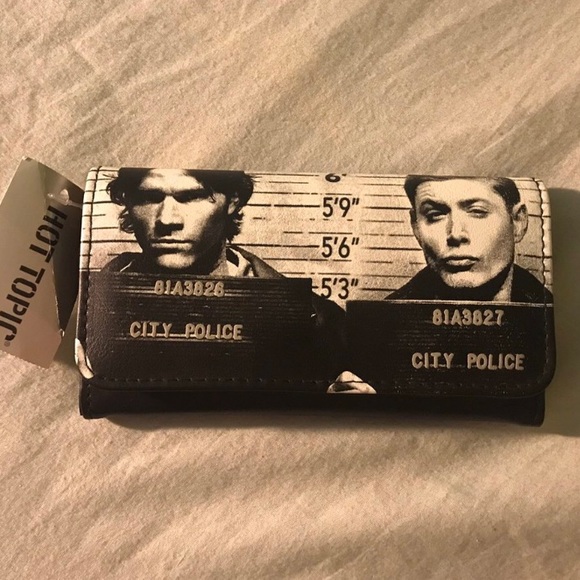 HOT TOPIC
6'
5'9"
5'6"
5'3"
81A3826
CITY POLICE
81A3827
CITY POLICE